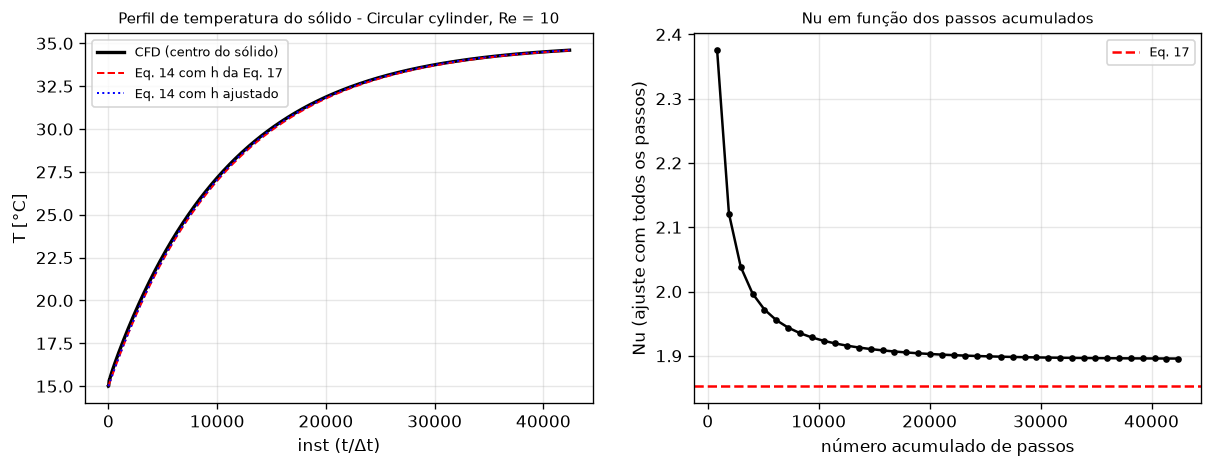 Perfil de temperatura do sólido - Circular cylinder, Re = 10
T [°C]
35.0
32.5
30.0
27.5
25.0
22.5
20.0
17.5
15.0
CFD (centro do sólido)
Eq. 14 com h da Eq. 17
Eq. 14 com h ajustado
0
10000
20000
30000
40000
inst (t/Δt)
Nu em função dos passos acumulados
Nu (ajuste com todos os passos)
2.4
2.3
2.2
2.1
2.0
1.9
Eq. 17
0
10000
20000
30000
40000
número acumulado de passos